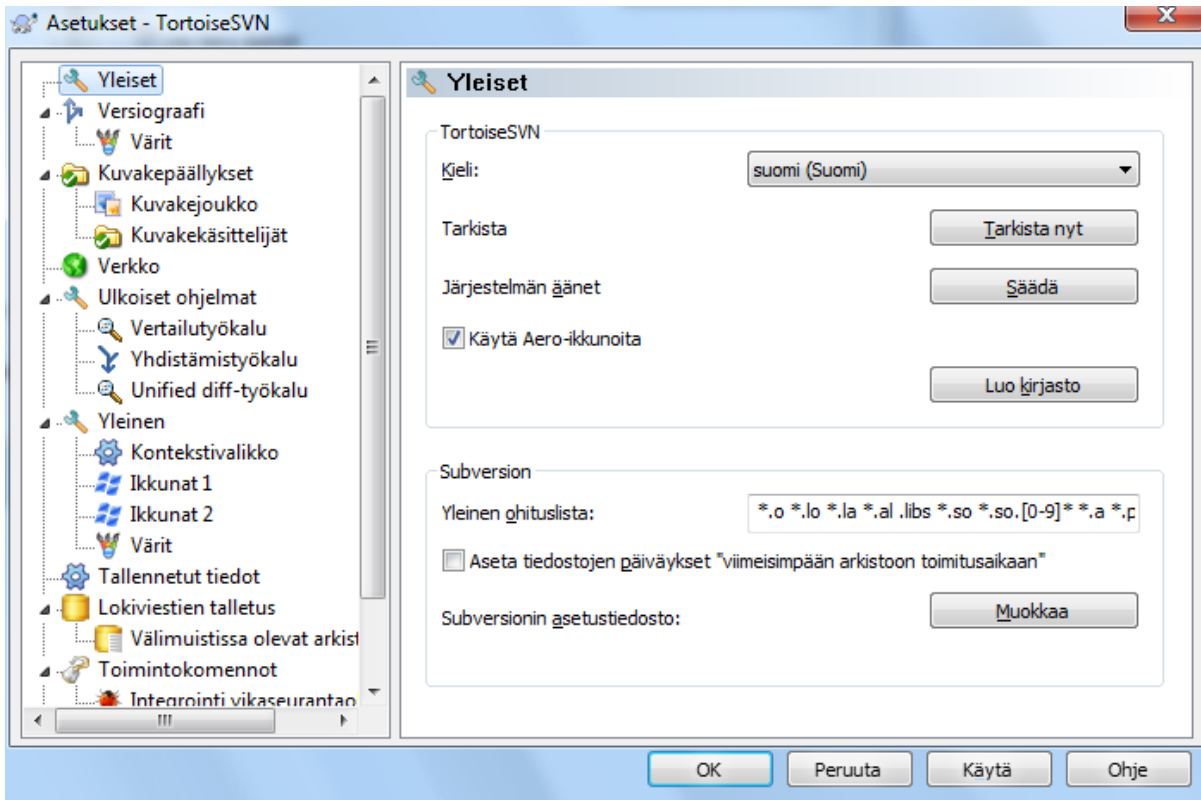 Asetukset - TortoiseSVN
Yleiset
Versiograafi
Värit
Kuvakepäällykset
Kuvakejoukko
Kuvakekäsittelijät
Verkko
Ulkoiset ohjelmat
Vertailutyökalu
Yhdistämistyökalu
Unified diff-työkalu
Yleinen
Kontekstivalikko
Ikkunat 1
Ikkunat 2
Värit
Tallennetut tiedot
Lokiviestien talletus
Välimuistissa olevat arkist
Toimintokomennot
Integrointi vikaseurantao
Yleiset
TortoiseSVN
Kieli: suomi (Suomi)
Tarkista Tarkista nyt
Järjestelmän äänet Säädä
Käytä Aero-ikkunoita
Luo kirjasto
Subversion
Yleinen ohituslista: *.o *.lo *.la *.al .libs *.so *.so.[0-9]* *.a *.p
Aseta tiedostojen päiväykset "viimeisimpään arkistoon toimitusaikaan"
Subversionin asetustiedosto: Muokkaa
OK Peruuta Käytä Ohje